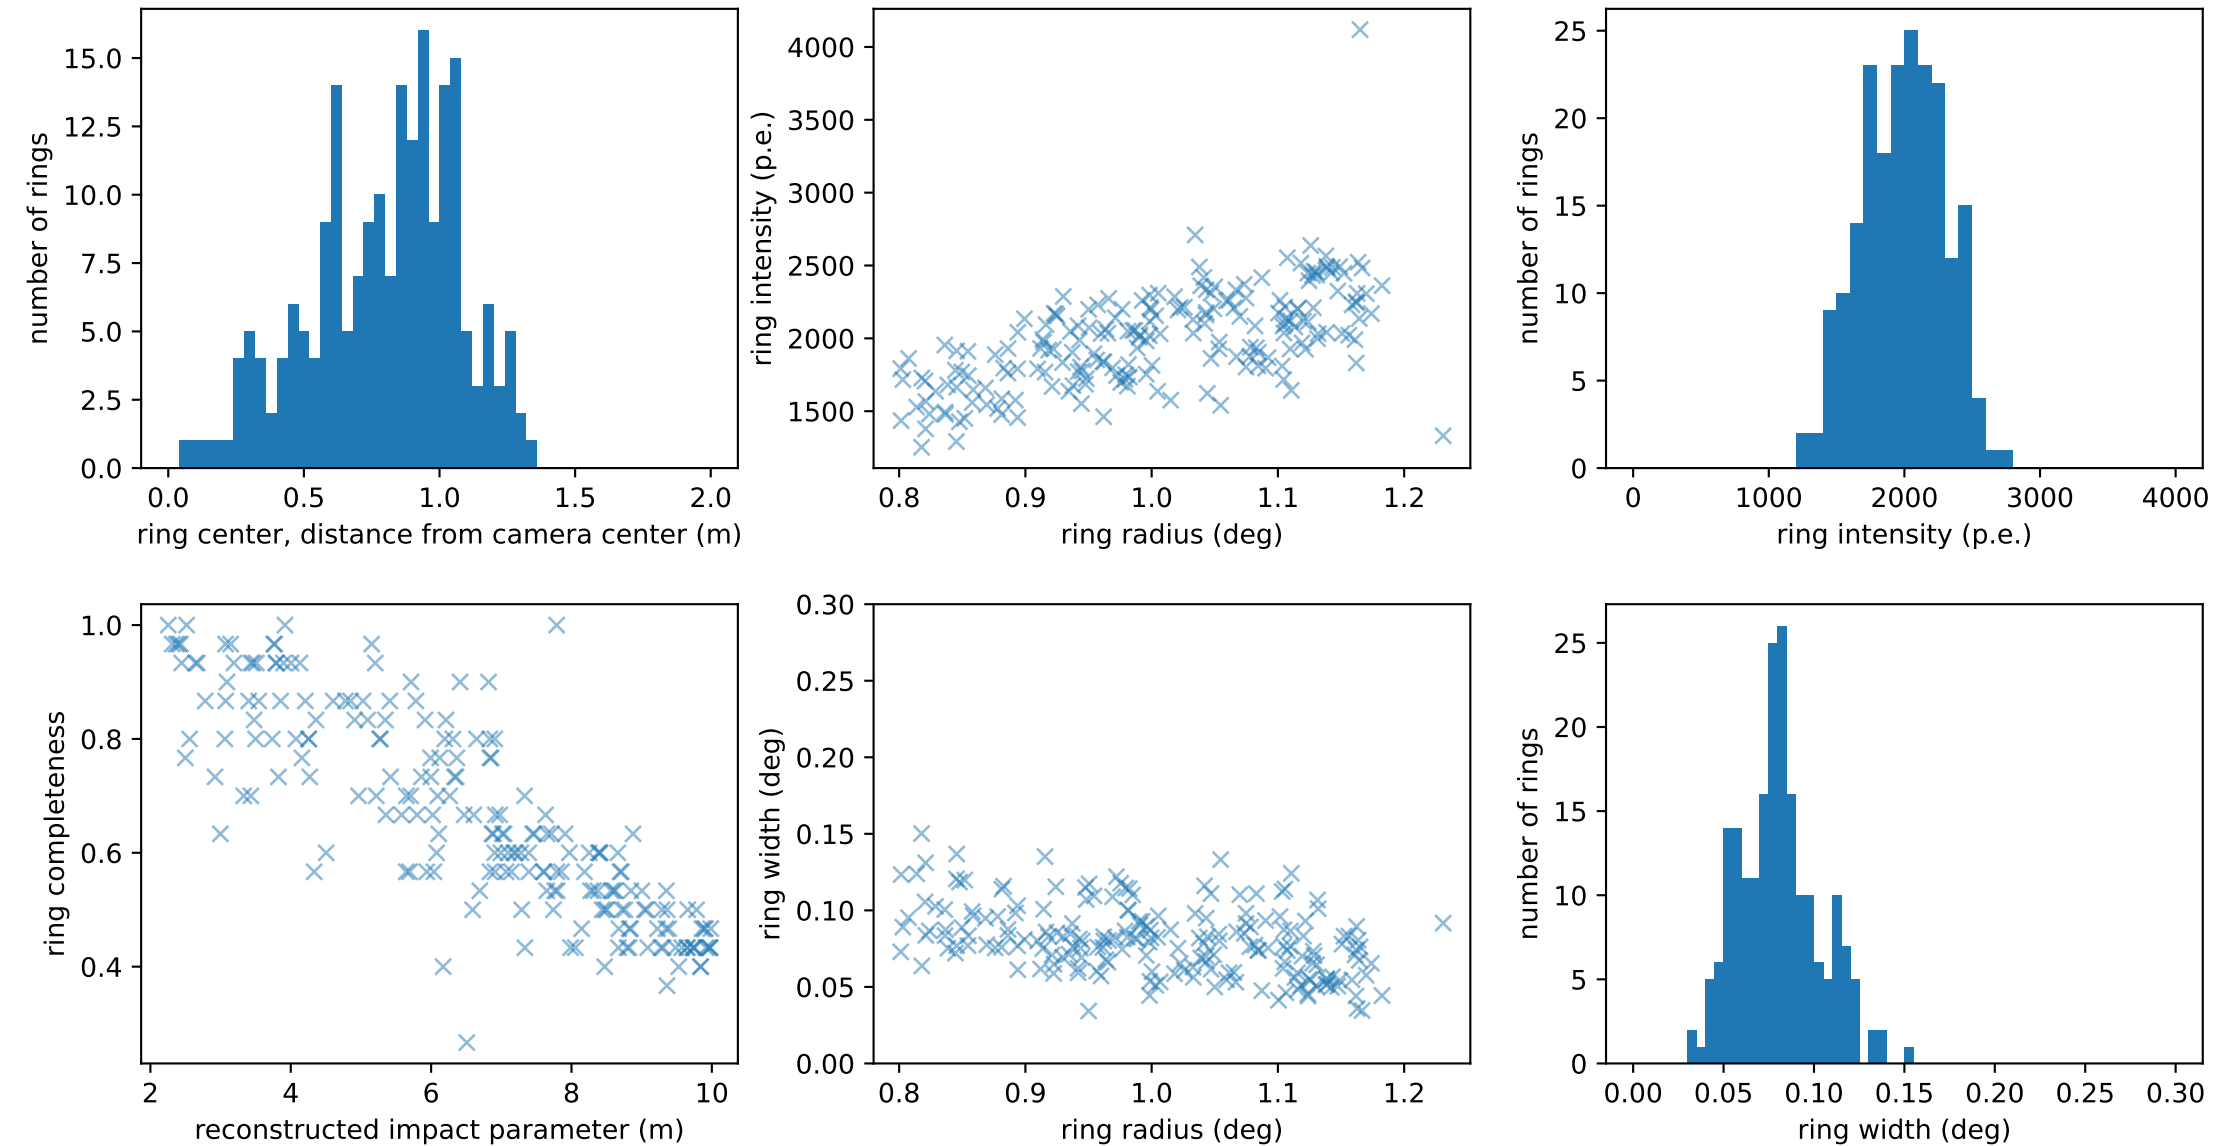 number of rings
15.0
12.5
10.0
7.5
5.0
2.5
0.0
0.0 0.5 1.0 1.5 2.0
ring center, distance from camera center (m)
ring intensity (p.e.)
4000
3500
3000
2500
2000
1500
0.8 0.9 1.0 1.1 1.2
ring radius (deg)
number of rings
25
20
15
10
5
0
0 1000 2000 3000 4000
ring intensity (p.e.)
ring completeness
1.0
0.8
0.6
0.4
2 4 6 8 10
reconstructed impact parameter (m)
ring width (deg)
0.30
0.25
0.20
0.15
0.10
0.05
0.00
0.8 0.9 1.0 1.1 1.2
ring radius (deg)
number of rings
25
20
15
10
5
0
0.00 0.05 0.10 0.15 0.20 0.25 0.30
ring width (deg)